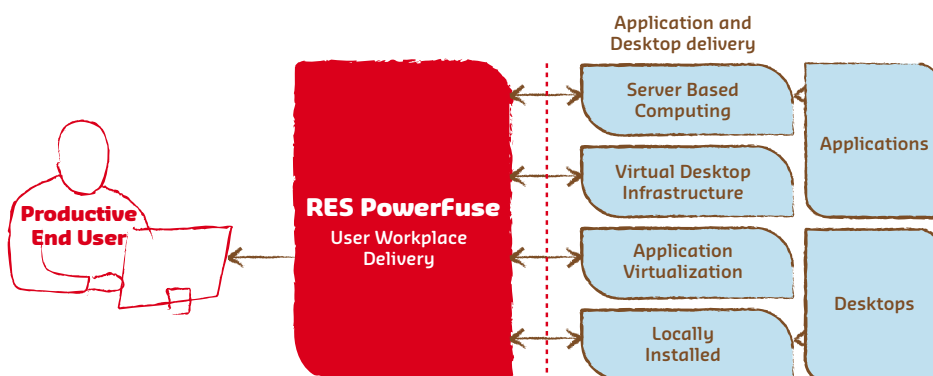 Application and
Desktop delivery
Server Based
Computing
Applications
Virtual Desktop
Infrastructure
Productive
End User
RES PowerFuse
User Workplace
Delivery
Application
Virtualization
Desktops
Locally
Installed